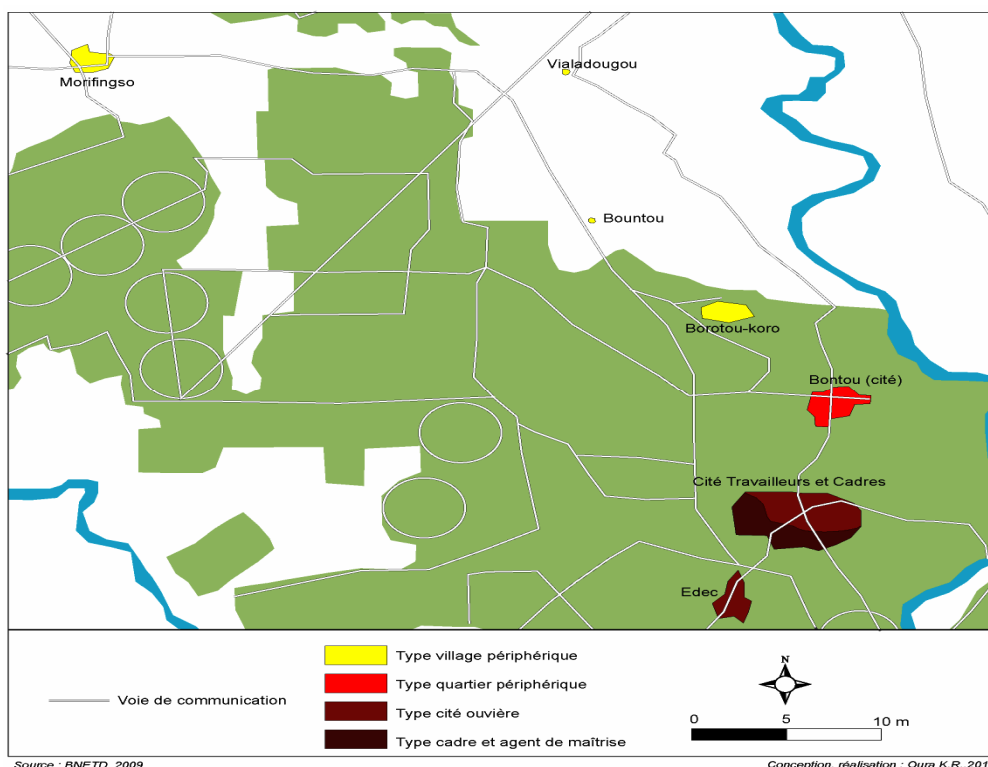 Vialadougou
Morifingso
Bountou
Borotou-koro
Bontou (cité)
Cité Travailleurs et Cadres
Edec
Voie de communication
Type village périphérique
Type quartier périphérique
Type cité ouvière
Type cadre et agent de maîtrise
N
0 5 10 m
Source : BNETD, 2009
Conception, réalisation : Oura K.R., 201